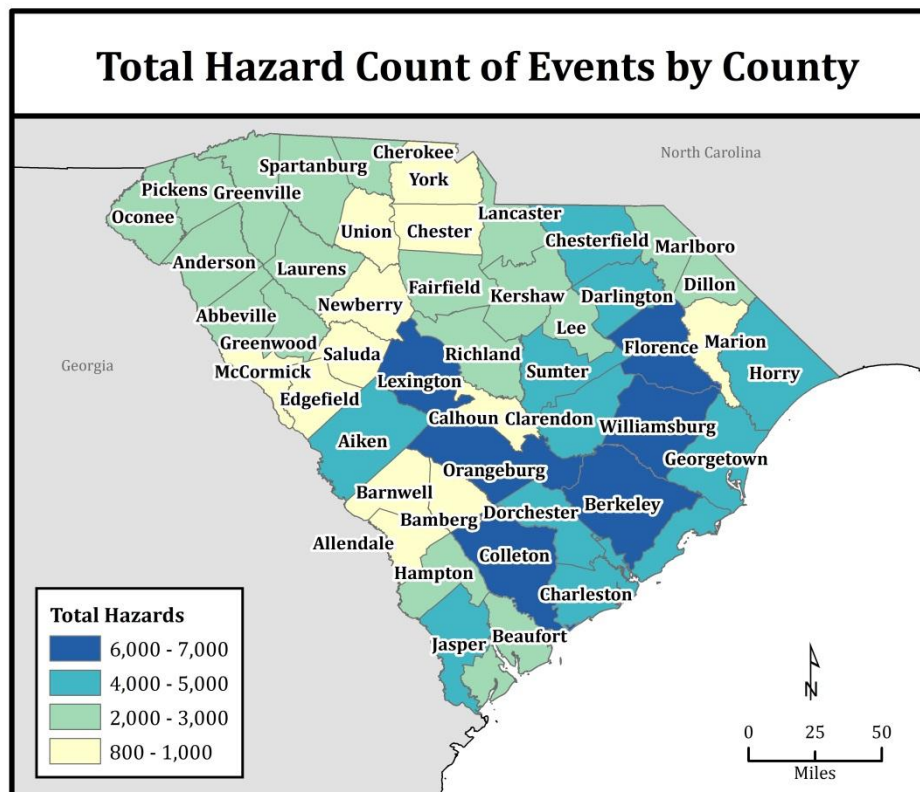 Total Hazard Count of Events by County
North Carolina
Cherokee
York
Spartanburg
Pickens
Greenville
Oconee
Lancaster
Union
Chester
Chesterfield
Marlboro
Anderson
Laurens
Fairfield
Kershaw
Darlington
Dillon
Newberry
Abbeville
Lee
Greenwood
Saluda
Richland
Florence
Marion
Georgia
McCormick
Lexington
Sumter
Horry
Edgefield
Calhoun
Clarendon
Williamsburg
Aiken
Georgetown
Orangeburg
Barnwell
Dorchester
Berkeley
Bamberg
Allendale
Colleton
Hampton
Charleston
Jasper
Beaufort
Total Hazards
6,000 - 7,000
4,000 - 5,000
2,000 - 3,000
800 - 1,000
N
0 25 50
Miles